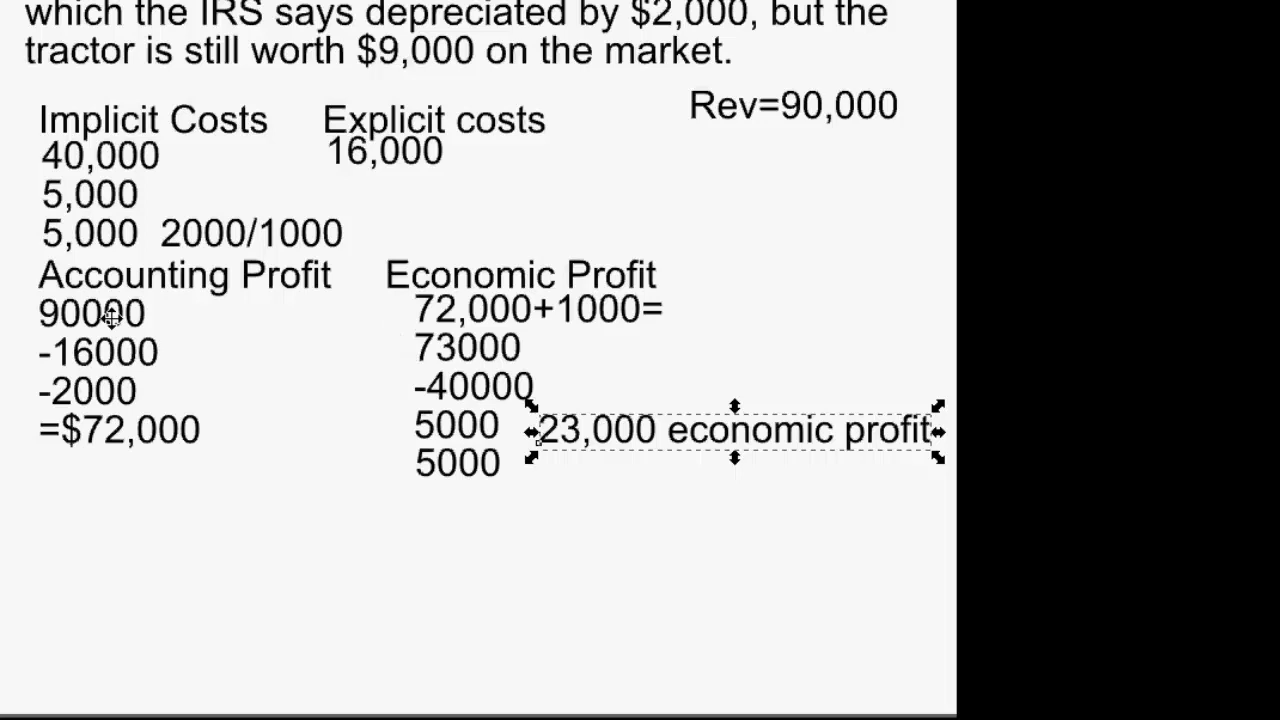 which the IRS says depreciated by $2,000, but the
tractor is still worth $9,000 on the market.
Rev=90,000
Implicit Costs
40,000
5,000
5,000 2000/1000
Explicit costs
16,000
Accounting Profit
90000
-16000
-2000
=$72,000
Economic Profit
72,000+1000=
73000
-40000
5000
5000
23,000 economic profit